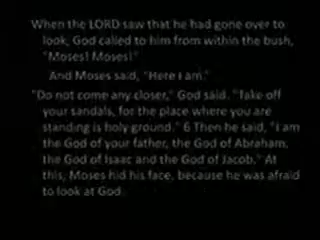 When the LORD saw that he had gone over to
look, God called to him from within the bush,
"Moses! Moses!"
And Moses said, "Here I am."
"Do not come any closer," God said. "Take off
your sandals, for the place where you are
standing is holy ground." 6 Then he said, "I am
the God of your father, the God of Abraham,
the God of Isaac and the God of Jacob." At
this, Moses hid his face, because he was afraid
to look at God.